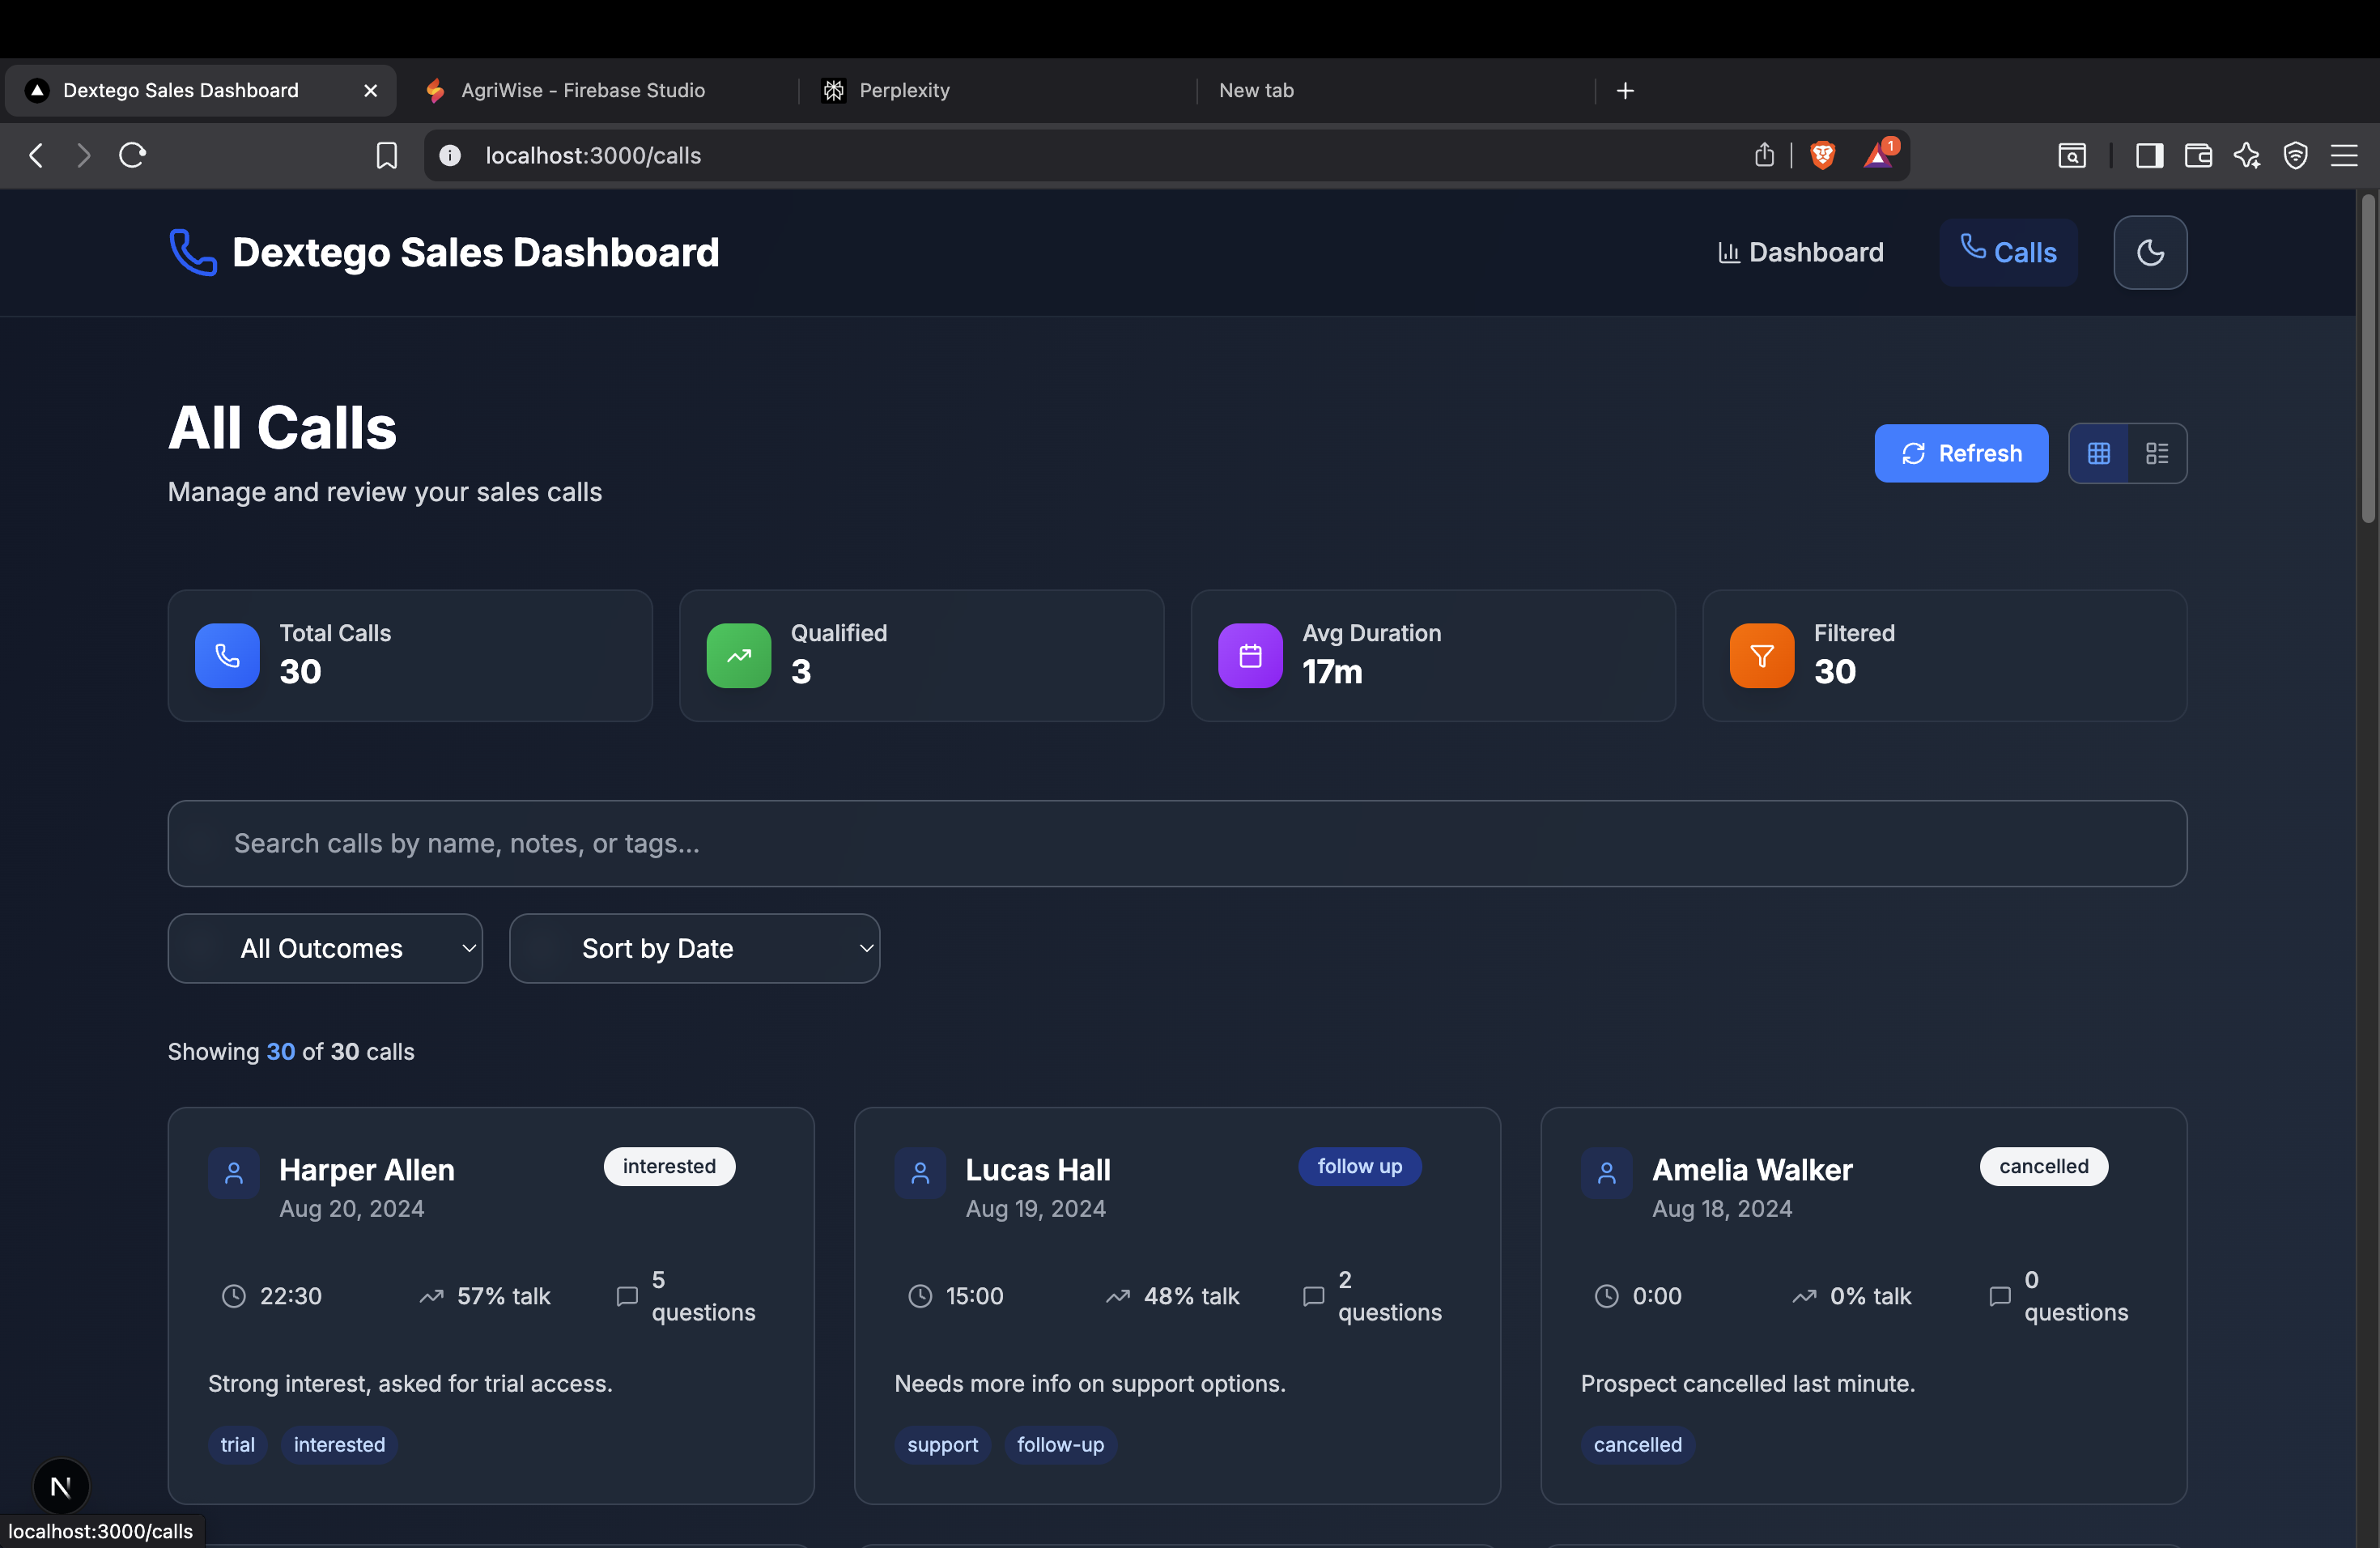 Dextego Sales Dashboard
AgriWise - Firebase Studio
Perplexity
New tab
localhost:3000/calls
1
Dextego Sales Dashboard
Dashboard
Calls
All Calls
Manage and review your sales calls
Refresh
Total Calls
30
Qualified
3
Avg Duration
17m
Filtered
30
Search calls by name, notes, or tags...
All Outcomes
Sort by Date
Showing 30 of 30 calls
Harper Allen
interested
Aug 20, 2024
22:30
57% talk
5
questions
Strong interest, asked for trial access.
trial
interested
Lucas Hall
follow up
Aug 19, 2024
15:00
48% talk
2
questions
Needs more info on support options.
support
follow-up
Amelia Walker
cancelled
Aug 18, 2024
0:00
0% talk
0
questions
Prospect cancelled last minute.
cancelled
N
localhost:3000/calls